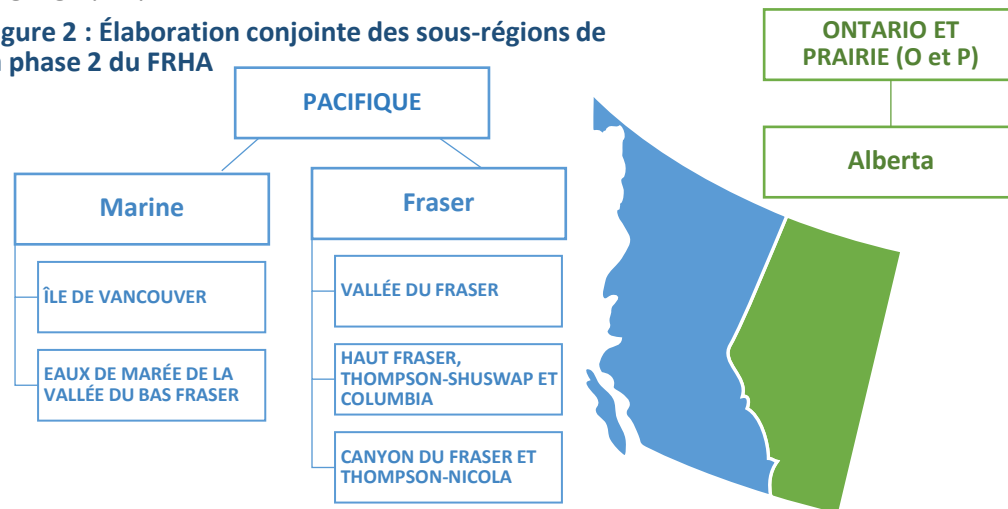 gure 2 : Élaboration conjointe des sous-régions de
phase 2 du FRHA
PACIFIQUE
Marine
ÎLE DE VANCOUVER
EAUX DE MARÉE DE LA
VALLÉE DU BAS FRASER
Fraser
VALLÉE DU FRASER
HAUT FRASER,
THOMPSON-SHUSWAP ET
COLUMBIA
CANYON DU FRASER ET
THOMPSON-NICOLA
ONTARIO ET
PRAIRIE (O et P)
Alberta